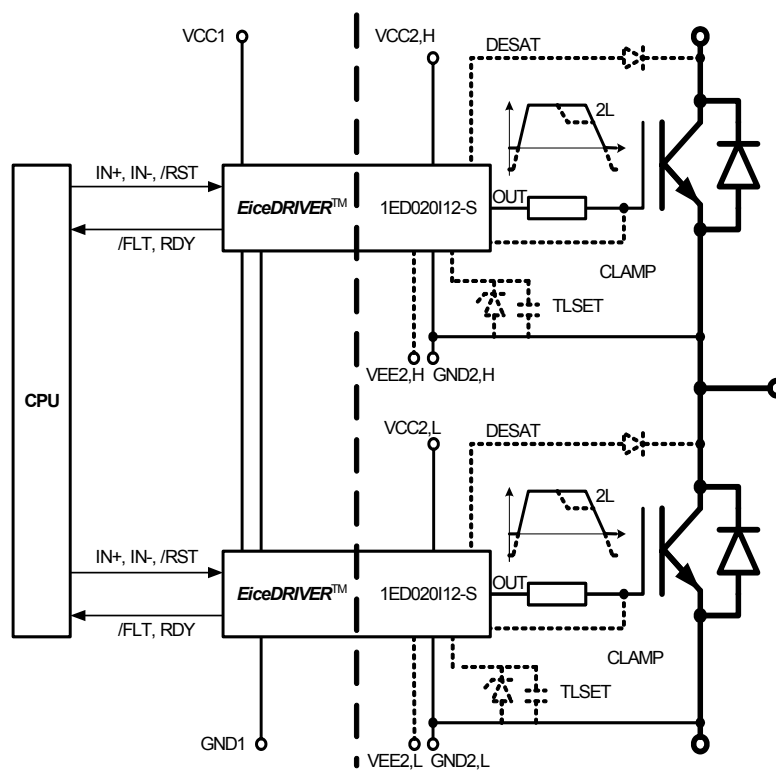 VCC1
VCC2,H
DESAT
2L
IN+, IN-, /RST
EiceDRIVER™
1ED020I12-S
OUT
/FLT, RDY
CLAMP
TLSET
VEE2,H
GND2,H
CPU
VCC2,L
DESAT
2L
IN+, IN-, /RST
EiceDRIVER™
1ED020I12-S
OUT
/FLT, RDY
CLAMP
TLSET
GND1
VEE2,L
GND2,L